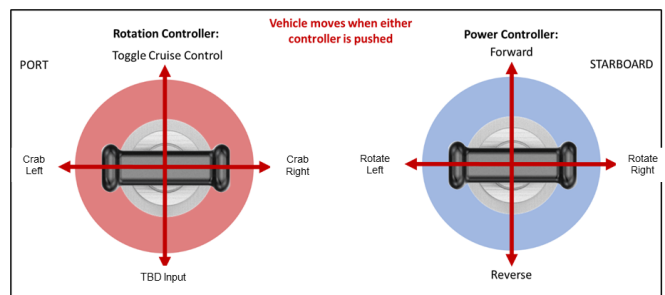 Vehicle moves when either
controller is pushed
Rotation Controller:
Toggle Cruise Control
Power Controller:
Forward
PORT
STARBOARD
Crab
Left
Crab
Right
Rotate
Left
Rotate
Right
TBD Input
Reverse